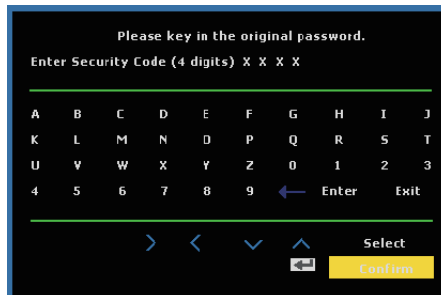 Please key in the original password.
Enter Security Code (4 digits) X X X X
A B C D E F G H I J
K L M N O P Q R S T
U V W X Y Z 0 1 2 3
4 5 6 7 8 9 ← Enter Exit
> < ∨ ∧ Select
Confirm